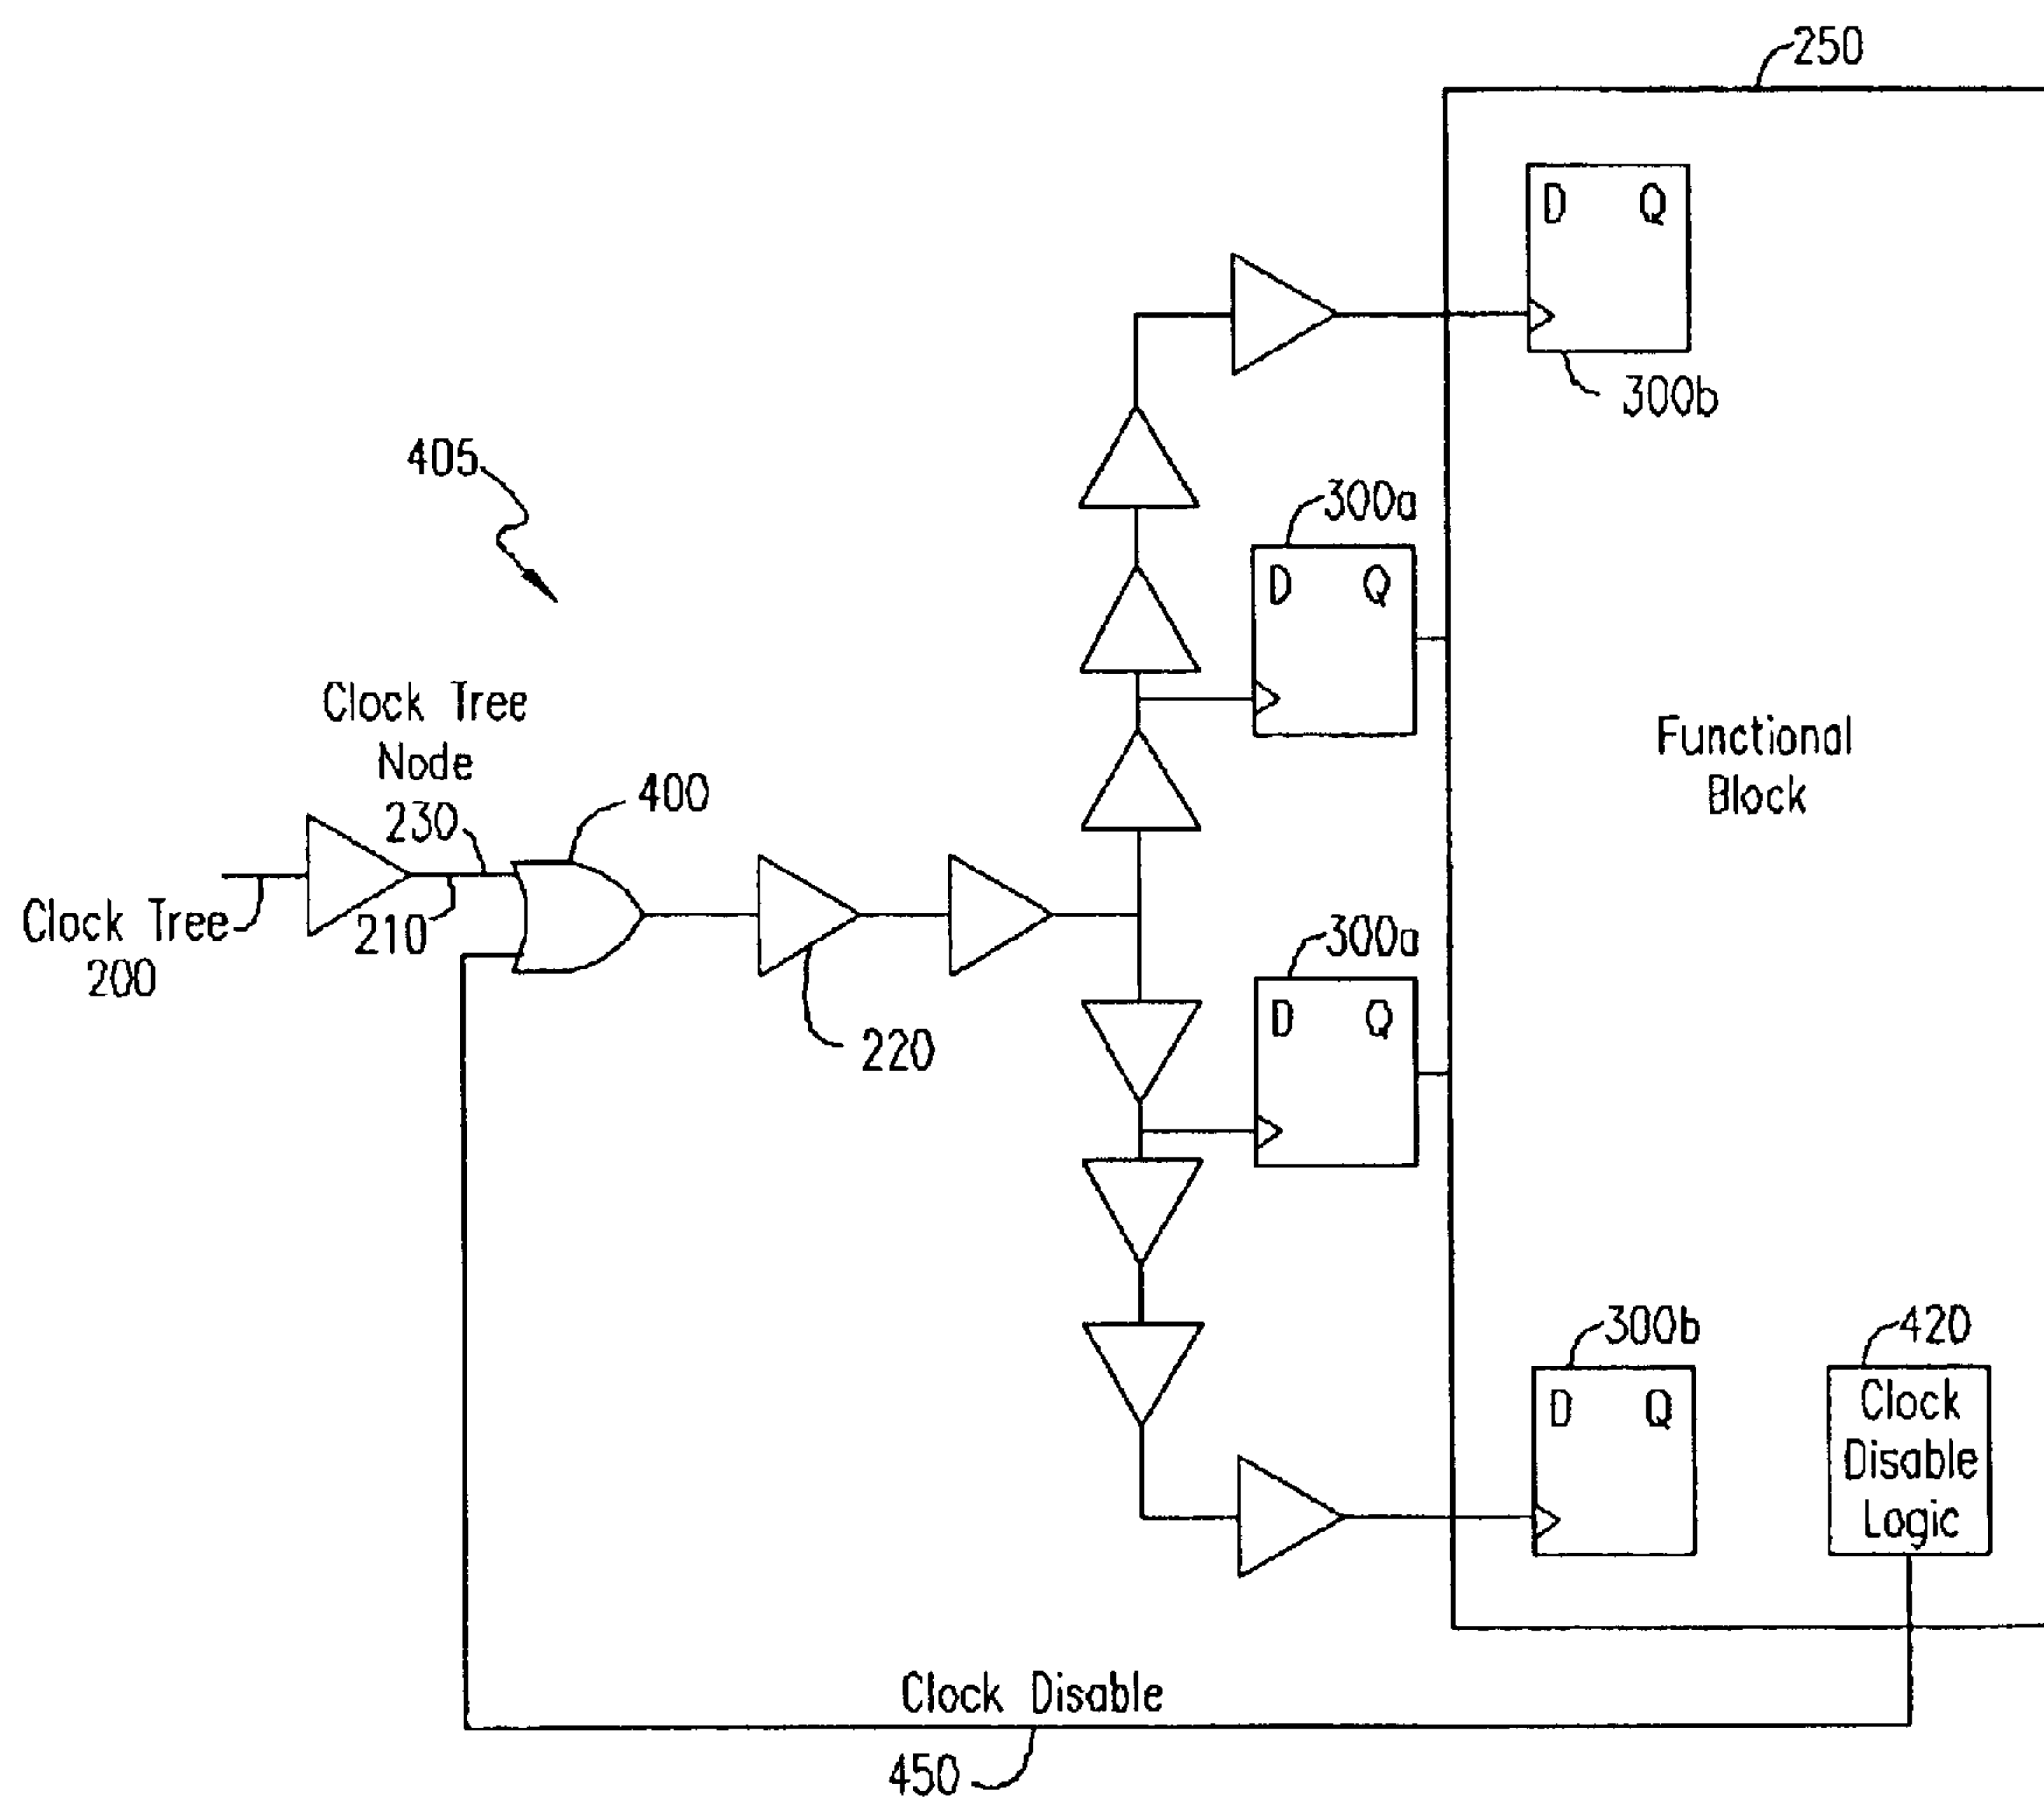 250
D Q
300b
405
300a
D Q
Clock Tree
Node
230
400
Functional
Block
Clock Tree
200
210
220
300a
D Q
300b
D Q
420
Clock
Disable
Logic
Clock Disable
450